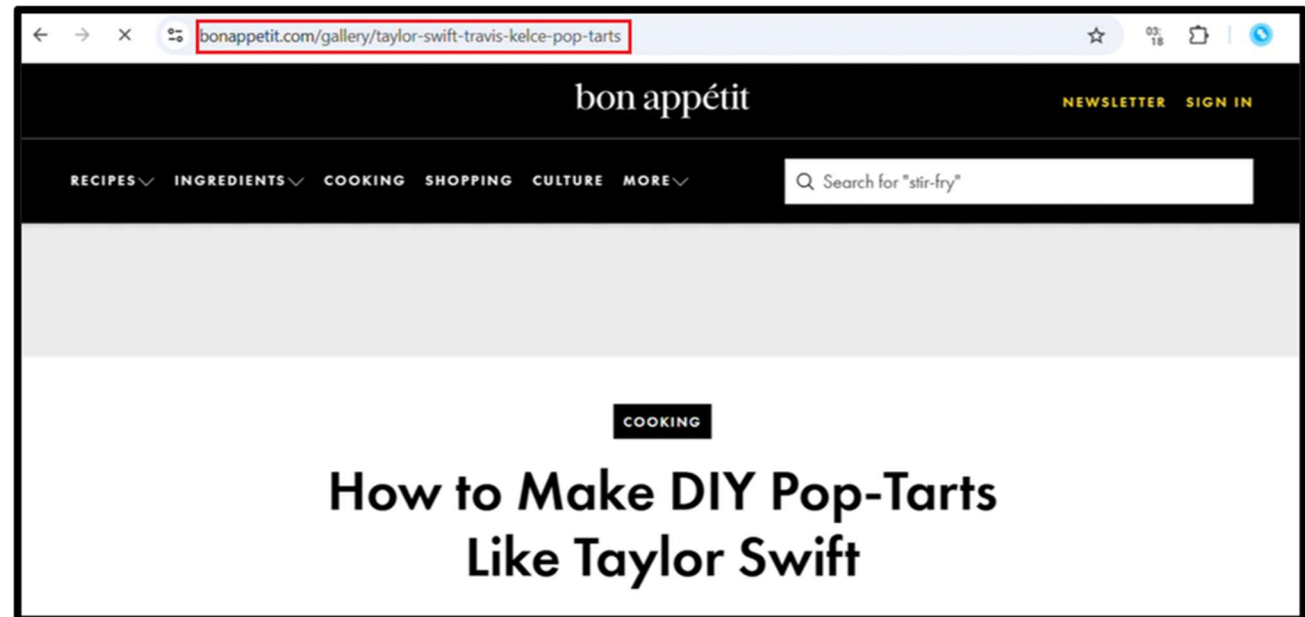 bonappetit.com/gallery/taylor-swift-travis-kelce-pop-tarts
03:
18
bon appétit
NEWSLETTER SIGN IN
RECIPES INGREDIENTS COOKING SHOPPING CULTURE MORE
Search for "stir-fry"
COOKING
How to Make DIY Pop-Tarts
Like Taylor Swift